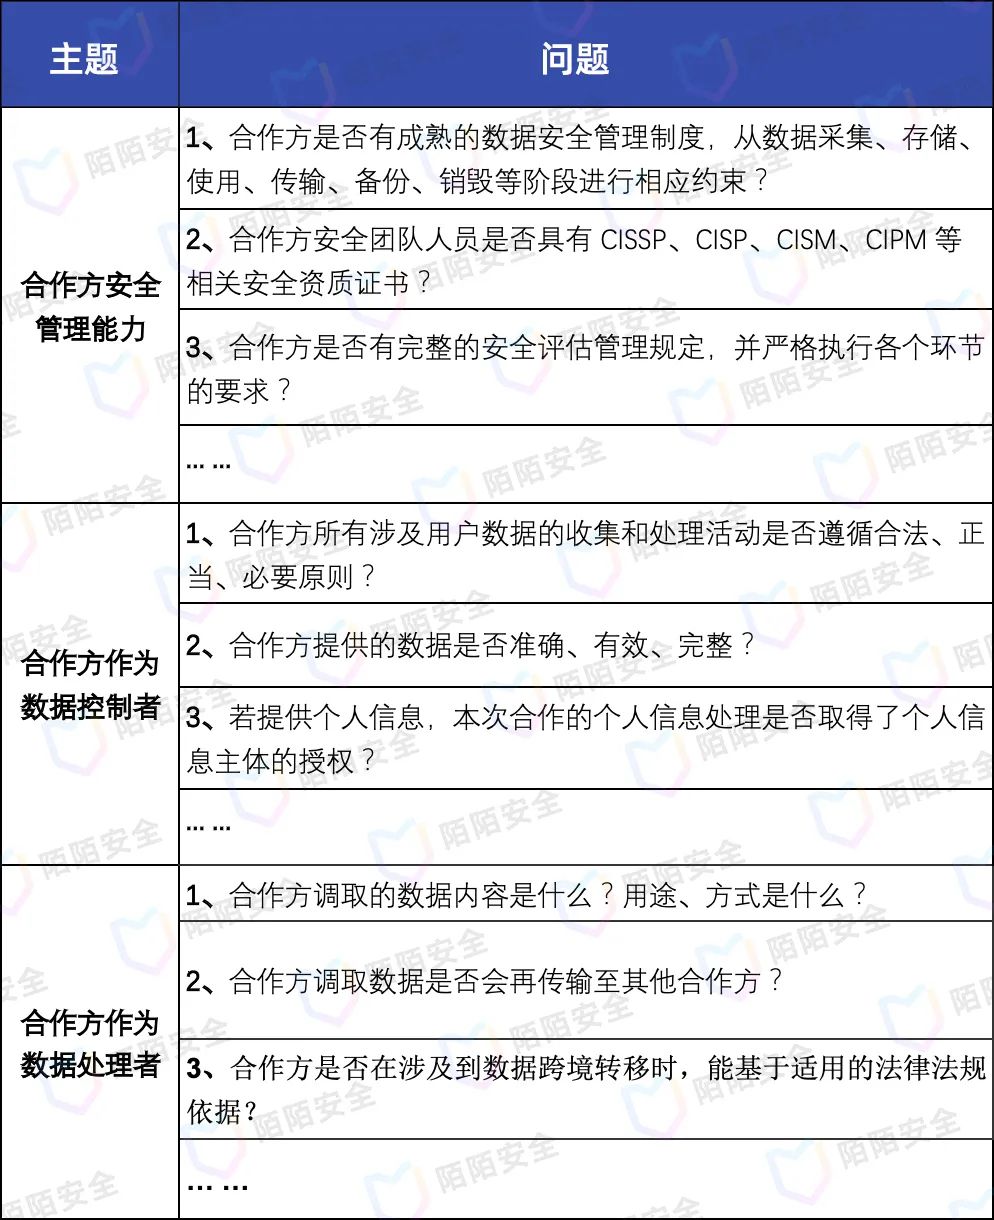 主题
问题
合作方安全
管理能力
1、合作方是否有成熟的数据安全管理制度，从数据采集、存储、
使用、传输、备份、销毁等阶段进行相应约束？
2、合作方安全团队人员是否具有 CISSP、CISP、CISM、CIPM 等
相关安全资质证书？
3、合作方是否有完整的安全评估管理规定，并严格执行各个环节
的要求？
... ...
合作方作为
数据控制者
1、合作方所有涉及用户数据的收集和处理活动是否遵循合法、正
当、必要原则？
2、合作方提供的数据是否准确、有效、完整？
3、若提供个人信息，本次合作的个人信息处理是否取得了个人信
息主体的授权？
... ...
合作方作为
数据处理者
1、合作方调取的数据内容是什么？用途、方式是什么？
2、合作方调取数据是否会再传输至其他合作方？
3、合作方是否在涉及到数据跨境转移时，能基于适用的法律法规
依据？
... ...
陌陌安全